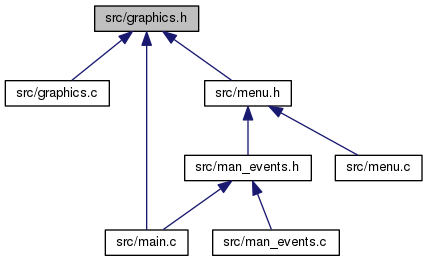 src/graphics.h
src/graphics.c
src/menu.h
src/man_events.h
src/menu.c
src/main.c
src/man_events.c